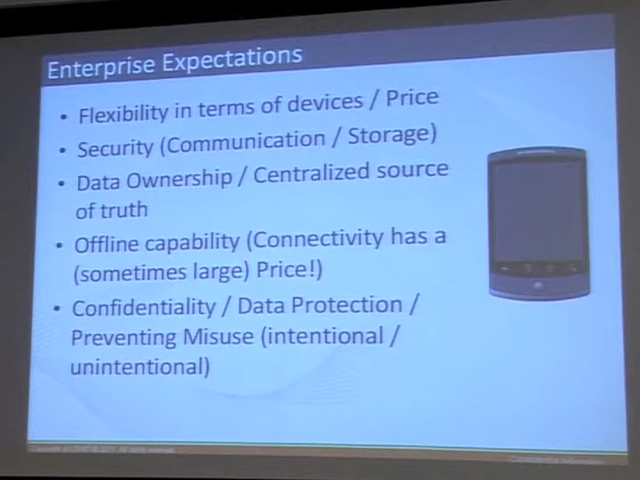 Enterprise Expectations
• Flexibility in terms of devices / Price
• Security (Communication / Storage)
• Data Ownership / Centralized source
of truth
• Offline capability (Connectivity has a
(sometimes large) Price!)
• Confidentiality / Data Protection /
Preventing Misuse (intentional /
unintentional)